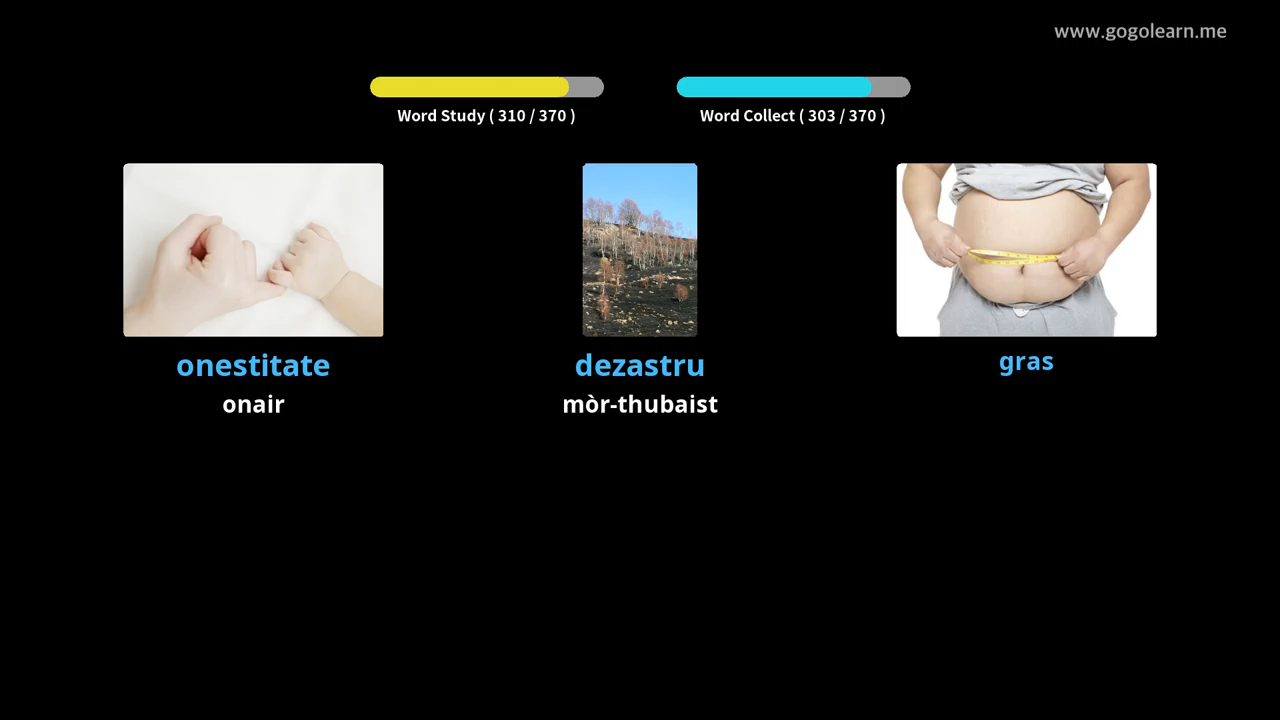 www.gogolearn.me
Word Study ( 310 / 370 )
Word Collect ( 303 / 370 )
onestitate
onair
dezastru
mòr-thubaist
gras